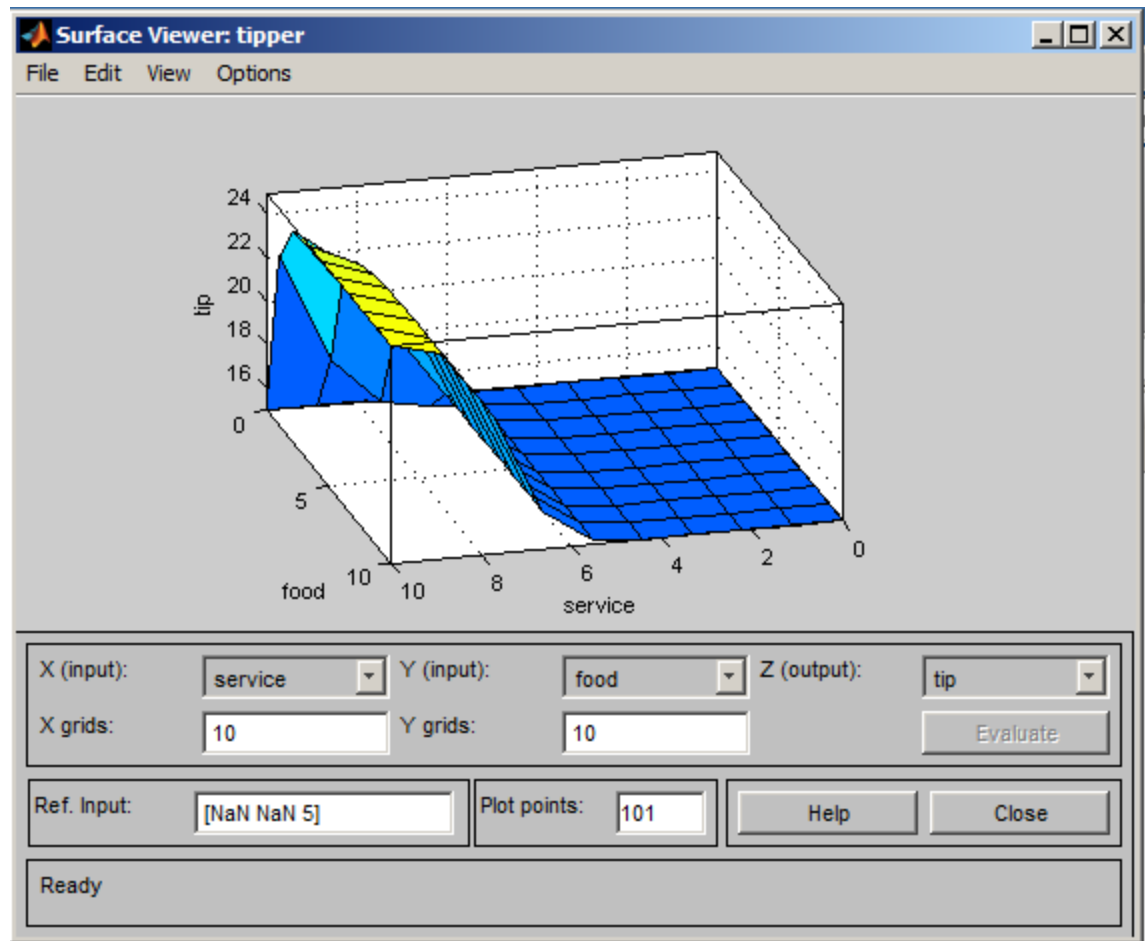 Surface Viewer: tipper
File Edit View Options
24
22
20
18
16
tip
0
5
10
food
10
8
6
4
2
0
service
X (input): service Y (input): food Z (output): tip
X grids: 10 Y grids: 10 Evaluate
Ref. Input: [NaN NaN 5] Plot points: 101 Help Close
Ready